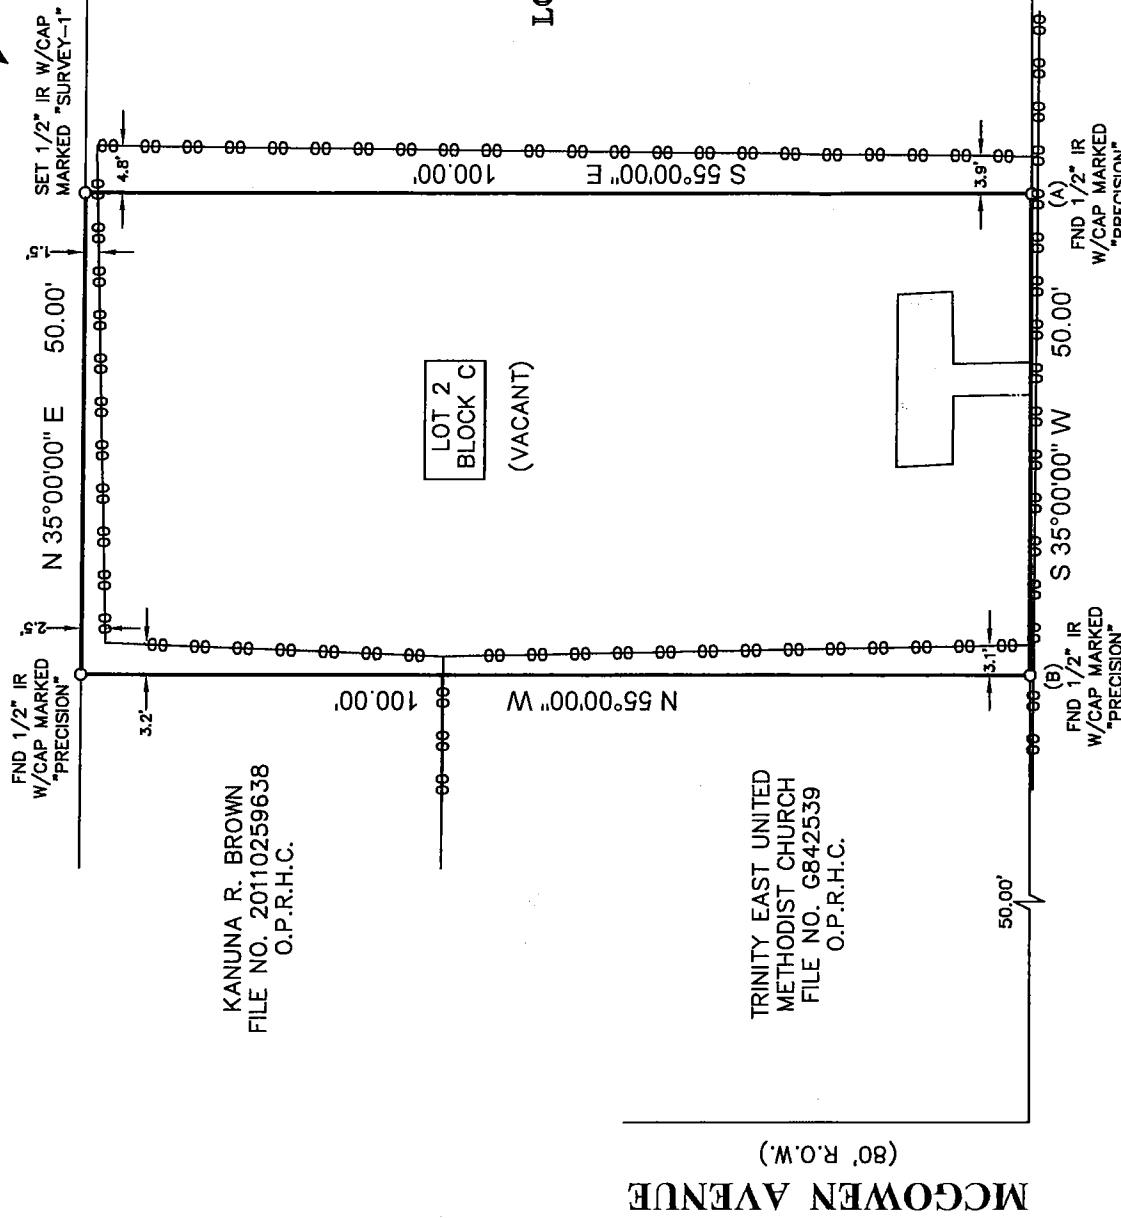 SET 1/2" IR W/CAP
MARKED "SURVEY-1"
N 35°00'00" E 50.00'
1.5'
4.8'
S 55°00'00" E 100.00'
3.9'
FND 1/2" IR
W/CAP MARKED
"PRECISION"
2.5'
3.2'
N 55°00'00" W 100.00'
3.1'
LOT 2
BLOCK C
(VACANT)
(A)
FND 1/2" IR
W/CAP MARKED
"PRECISION"
S 35°00'00" W 50.00'
(B)
FND 1/2" IR
W/CAP MARKED
"PRECISION"
KANUNA R. BROWN
FILE NO. 20110259638
O.P.R.H.C.
TRINITY EAST UNITED
METHODIST CHURCH
FILE NO. G842539
O.P.R.H.C.
50.00'
(80' R.O.W.)
MCGOWEN AVENUE